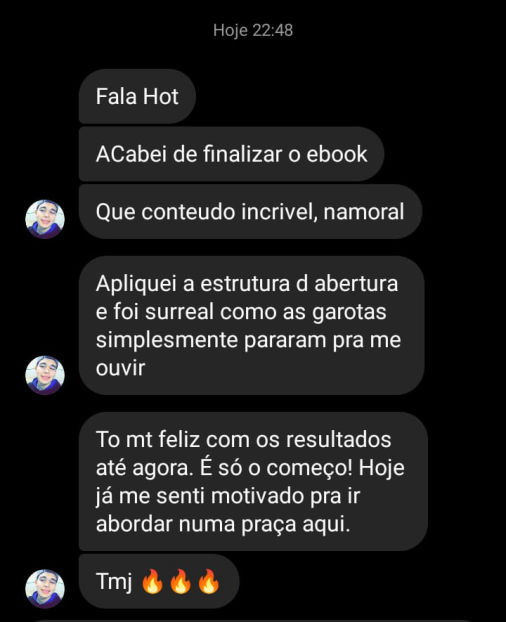 Hoje 22:48
Fala Hot
ACabei de finalizar o ebook
Que conteudo incrivel, namoral
Apliquei a estrutura d abertura
e foi surreal como as garotas
simplesmente pararam pra me
ouvir
To mt feliz com os resultados
até agora. É só o começo! Hoje
já me senti motivado pra ir
abordar numa praça aqui.
Tmj 🔥🔥🔥